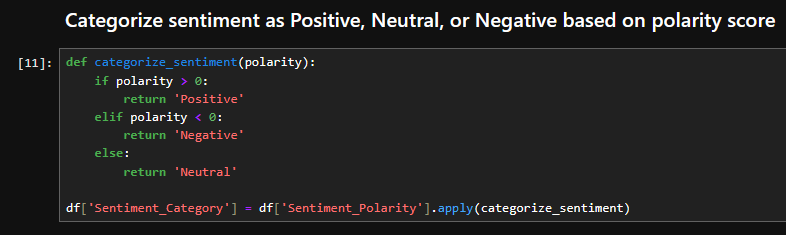 Categorize sentiment as Positive, Neutral, or Negative based on polarity score
[11]: def categorize_sentiment(polarity):
    if polarity > 0:
        return 'Positive'
    elif polarity < 0:
        return 'Negative'
    else:
        return 'Neutral'
df['Sentiment_Category'] = df['Sentiment_Polarity'].apply(categorize_sentiment)